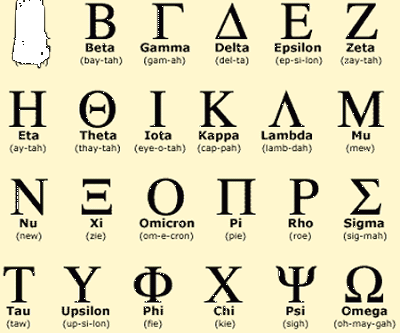 Β Γ Δ Ε Ζ
Beta Gamma Delta Epsilon Zeta
(bay-tah) (gam-ah) (del-ta) (ep-si-lon) (zay-tah)
Η Θ Ι Κ Λ Μ
Eta Theta Iota Kappa Lambda Mu
(ay-tah) (thay-tah) (eye-o-tah) (cap-pah) (lamb-dah) (mew)
Ν Ξ Ο Π Ρ Σ
Nu Xi Omicron Pi Rho Sigma
(new) (zie) (om-e-cron) (pie) (roe) (sig-mah)
Τ Υ Φ Χ Ψ Ω
Tau Upsilon Phi Chi Psi Omega
(taw) (up-si-lon) (fie) (kie) (sigh) (oh-may-gah)